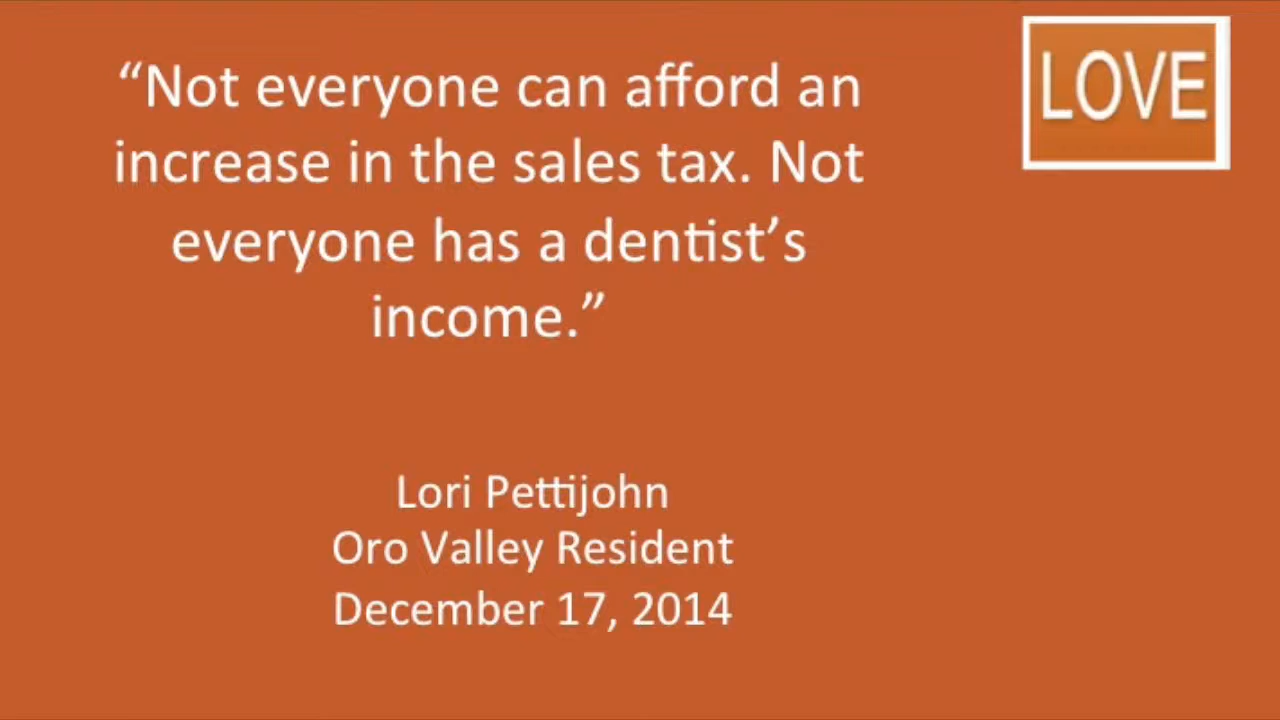 “Not everyone can afford an
increase in the sales tax. Not
everyone has a dentist’s
income.”
LOVE
Lori Pettijohn
Oro Valley Resident
December 17, 2014